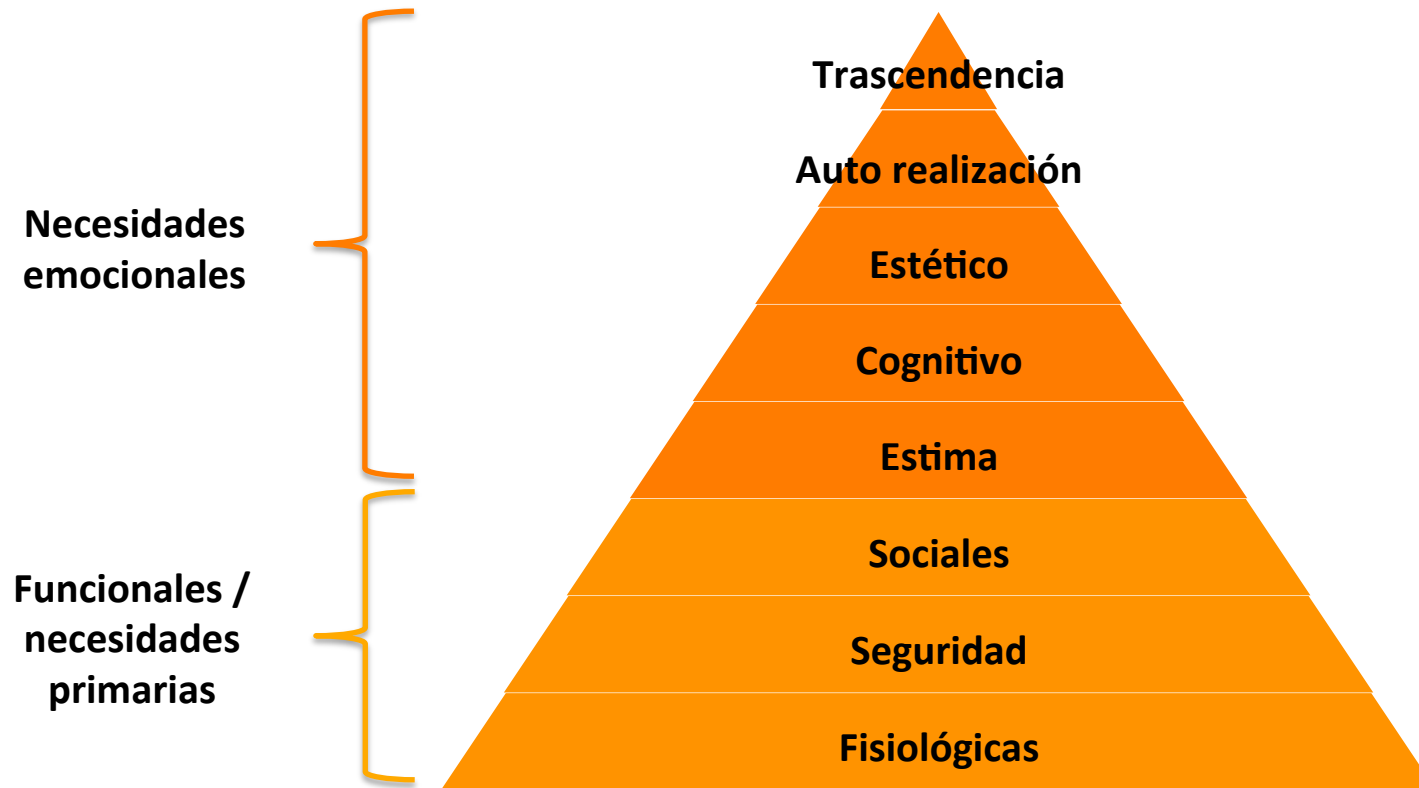 Trascendencia
Auto realización
Necesidades
emocionales
Estético
Cognitivo
Estima
Sociales
Funcionales /
necesidades
primarias
Seguridad
Fisiológicas